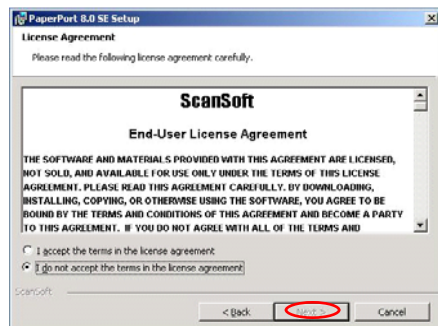 PaperPort 8.0 SE Setup
License Agreement
Please read the following license agreement carefully.
ScanSoft
End-User License Agreement
THE SOFTWARE AND MATERIALS PROVIDED WITH THIS AGREEMENT ARE LICENSED,
NOT SOLD, AND AVAILABLE FOR USE ONLY UNDER THE TERMS OF THIS LICENSE
AGREEMENT. PLEASE READ THIS AGREEMENT CAREFULLY. BY DOWNLOADING,
INSTALLING, COPYING, OR OTHERWISE USING THE SOFTWARE, YOU AGREE TO BE
BOUND BY THE TERMS AND CONDITIONS OF THIS AGREEMENT AND BECOME A PARTY
TO THIS AGREEMENT. IF YOU DO NOT AGREE WITH ALL OF THE TERMS AND
I accept the terms in the license agreement
I do not accept the terms in the license agreement
ScanSoft
< Back Next > Cancel